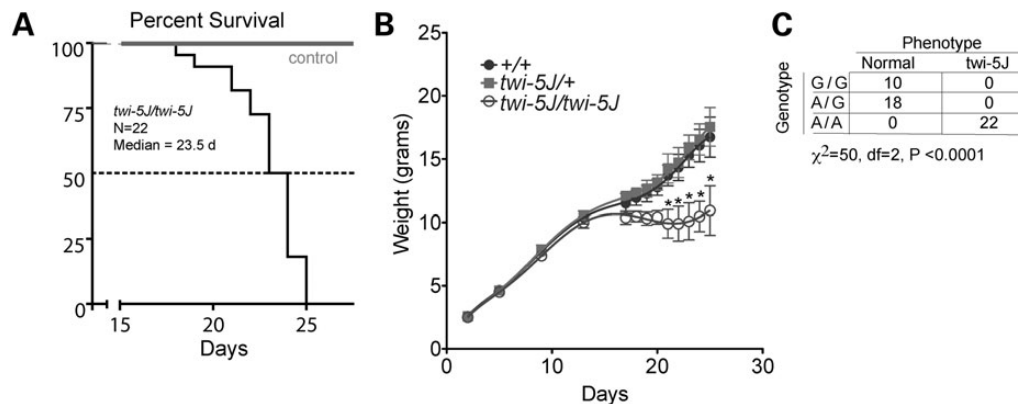 A
Percent Survival
100
75
50
25
0
control
twi-5J/twi-5J
N=22
Median = 23.5 d
15
20
25
Days
B
20
15
10
5
0
Weight (grams)
+/+
twi-5J/+
twi-5J/twi-5J
* * * * *
0
10
20
30
Days
C
Phenotype
Normal twi-5J
Genotype
G/G 10 0
A/G 18 0
A/A 0 22
χ²=50, df=2, P <0.0001